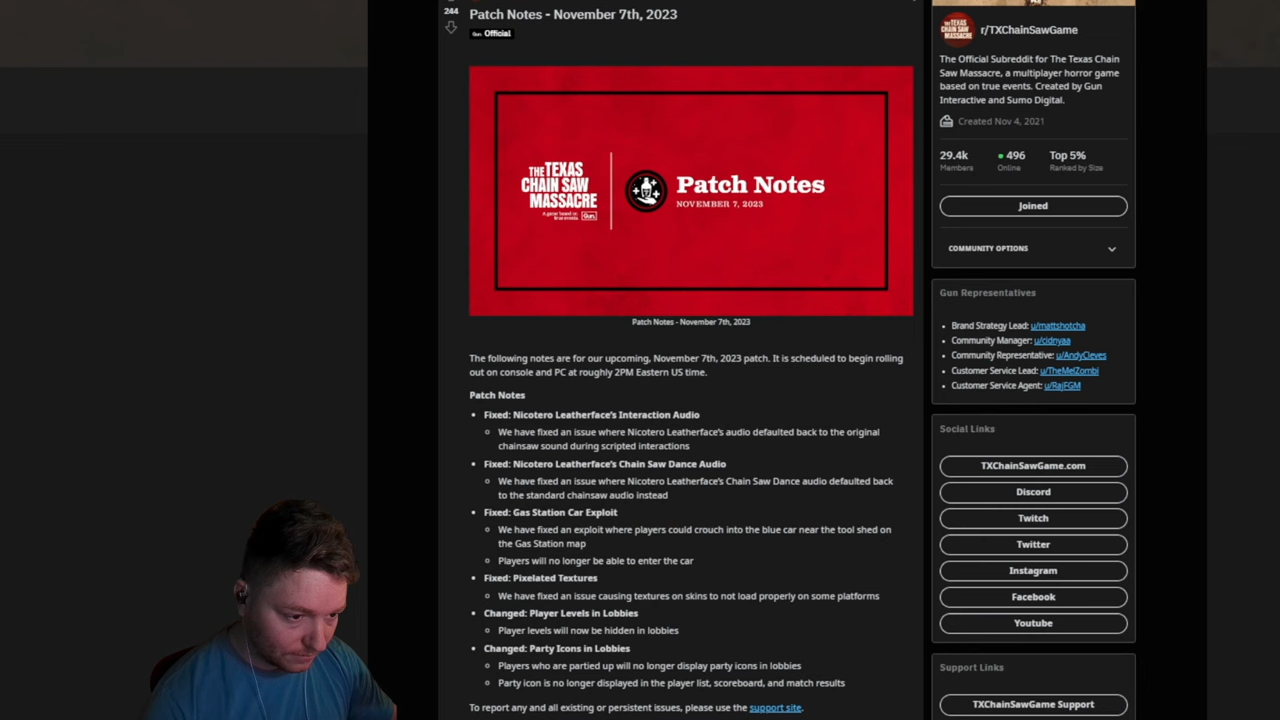 244
Patch Notes - November 7th, 2023
Gun. Official
THE TEXAS
CHAIN SAW
MASSACRE
Gun.
Patch Notes
NOVEMBER 7, 2023
Patch Notes - November 7th, 2023
The following notes are for our upcoming, November 7th, 2023 patch. It is scheduled to begin rolling
out on console and PC at roughly 2PM Eastern US time.
Patch Notes
Fixed: Nicotero Leatherface's Interaction Audio
We have fixed an issue where Nicotero Leatherface's audio defaulted back to the original
chainsaw sound during scripted interactions
Fixed: Nicotero Leatherface's Chain Saw Dance Audio
We have fixed an issue where Nicotero Leatherface's Chain Saw Dance audio defaulted back
to the standard chainsaw audio instead
Fixed: Gas Station Car Exploit
We have fixed an exploit where players could crouch into the blue car near the tool shed on
the Gas Station map
Players will no longer be able to enter the car
Fixed: Pixelated Textures
We have fixed an issue causing textures on skins to not load properly on some platforms
Changed: Player Levels in Lobbies
Player levels will now be hidden in lobbies
Changed: Party Icons in Lobbies
Players who are partied up will no longer display party icons in lobbies
Party icon is no longer displayed in the player list, scoreboard, and match results
To report any and all existing or persistent issues, please use the support site.
r/TXChainSawGame
The Official Subreddit for The Texas Chain
Saw Massacre, a multiplayer horror game
based on true events. Created by Gun
Interactive and Sumo Digital.
Created Nov 4, 2021
29.4k 496 Top 5%
Members Online Ranked by Size
Joined
COMMUNITY OPTIONS
Gun Representatives
Brand Strategy Lead: u/mattshotcha
Community Manager: u/cidnyaa
Community Representative: u/AndyCleves
Customer Service Lead: u/TheMelZombi
Customer Service Agent: u/RajFGM
Social Links
TXChainSawGame.com
Discord
Twitch
Twitter
Instagram
Facebook
Youtube
Support Links
TXChainSawGame Support